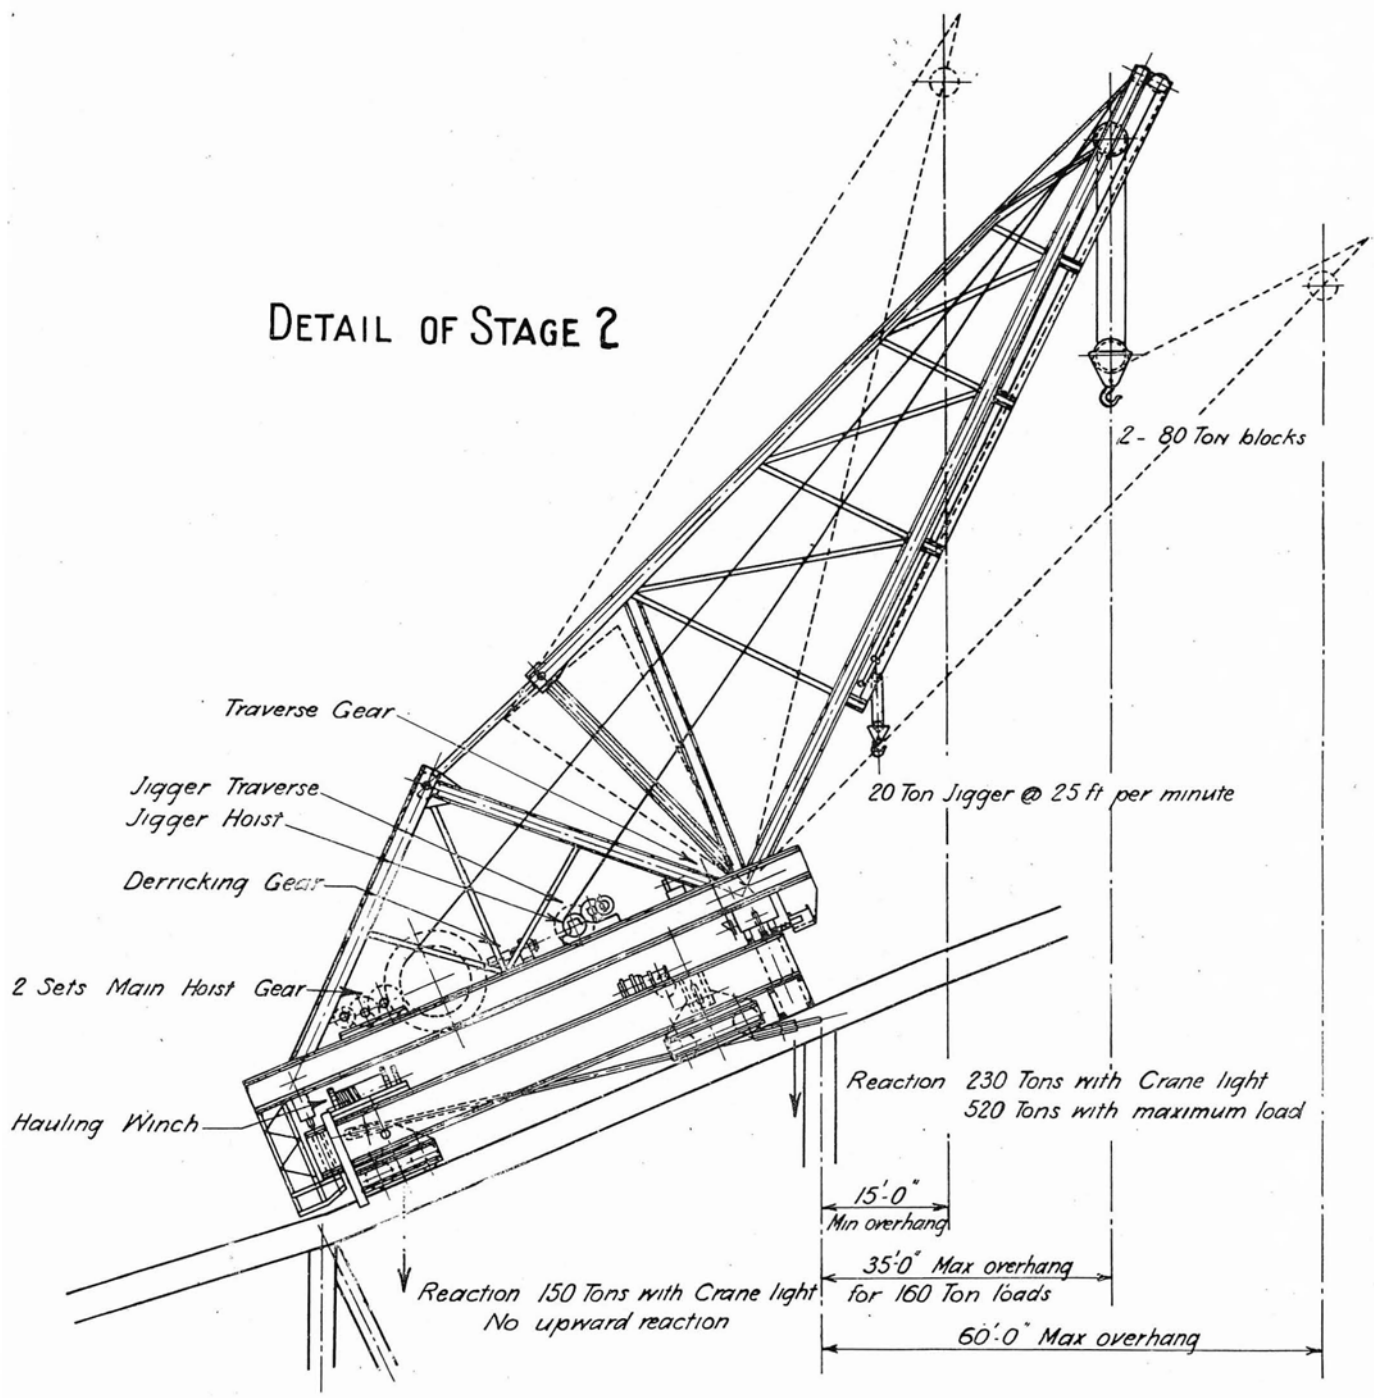 DETAIL OF STAGE 2
2 - 80 Ton blocks
Traverse Gear
Jigger Traverse
Jigger Hoist
20 Ton Jigger @ 25 ft per minute
Derricking Gear
2 Sets Main Hoist Gear
Hauling Winch
Reaction 230 Tons with Crane light
520 Tons with maximum load
15'-0"
Min overhang
35'-0" Max overhang
for 160 Ton loads
Reaction 150 Tons with Crane light
No upward reaction
60'-0" Max overhang